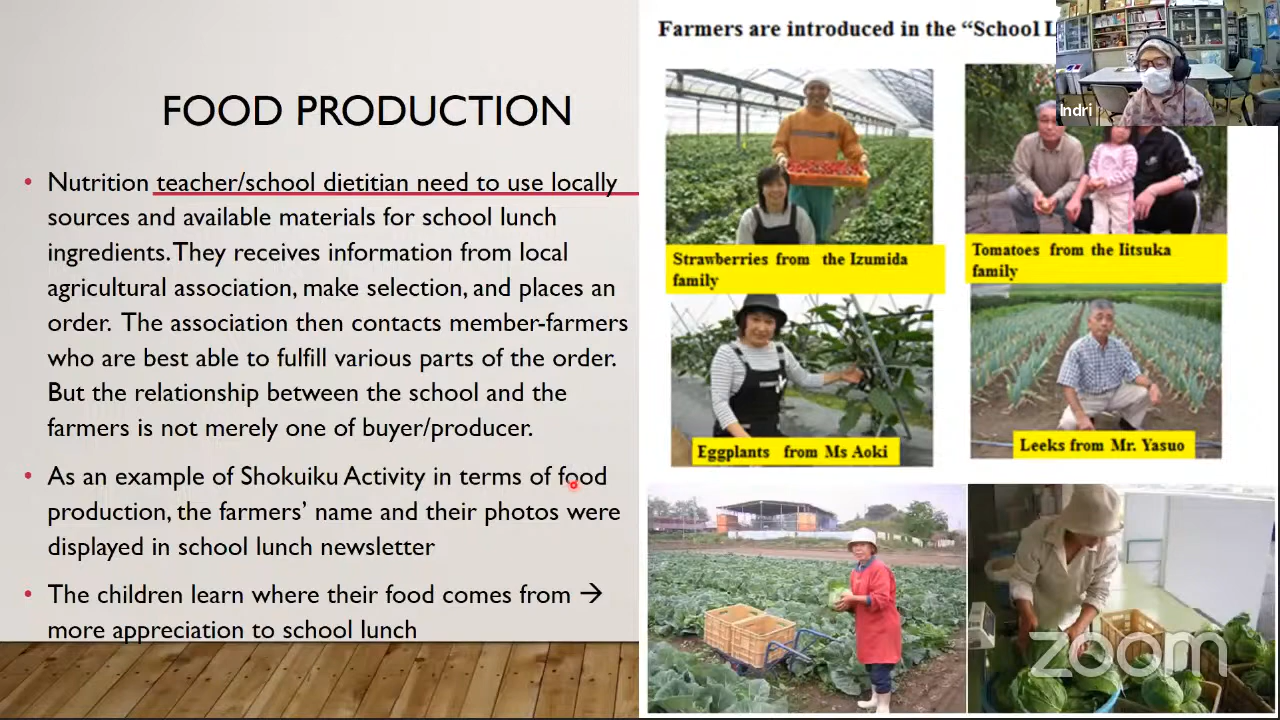 FOOD PRODUCTION
• Nutrition teacher/school dietitian need to use locally
sources and available materials for school lunch
ingredients. They receives information from local
agricultural association, make selection, and places an
order. The association then contacts member-farmers
who are best able to fulfill various parts of the order.
But the relationship between the school and the
farmers is not merely one of buyer/producer.
• As an example of Shokuiku Activity in terms of food
production, the farmers’ name and their photos were
displayed in school lunch newsletter
• The children learn where their food comes from →
more appreciation to school lunch
Farmers are introduced in the “School
Indri
Strawberries from the Izumida
family
Tomatoes from the Iitsuka
family
Eggplants from Ms Aoki
Leeks from Mr. Yasuo
zoom